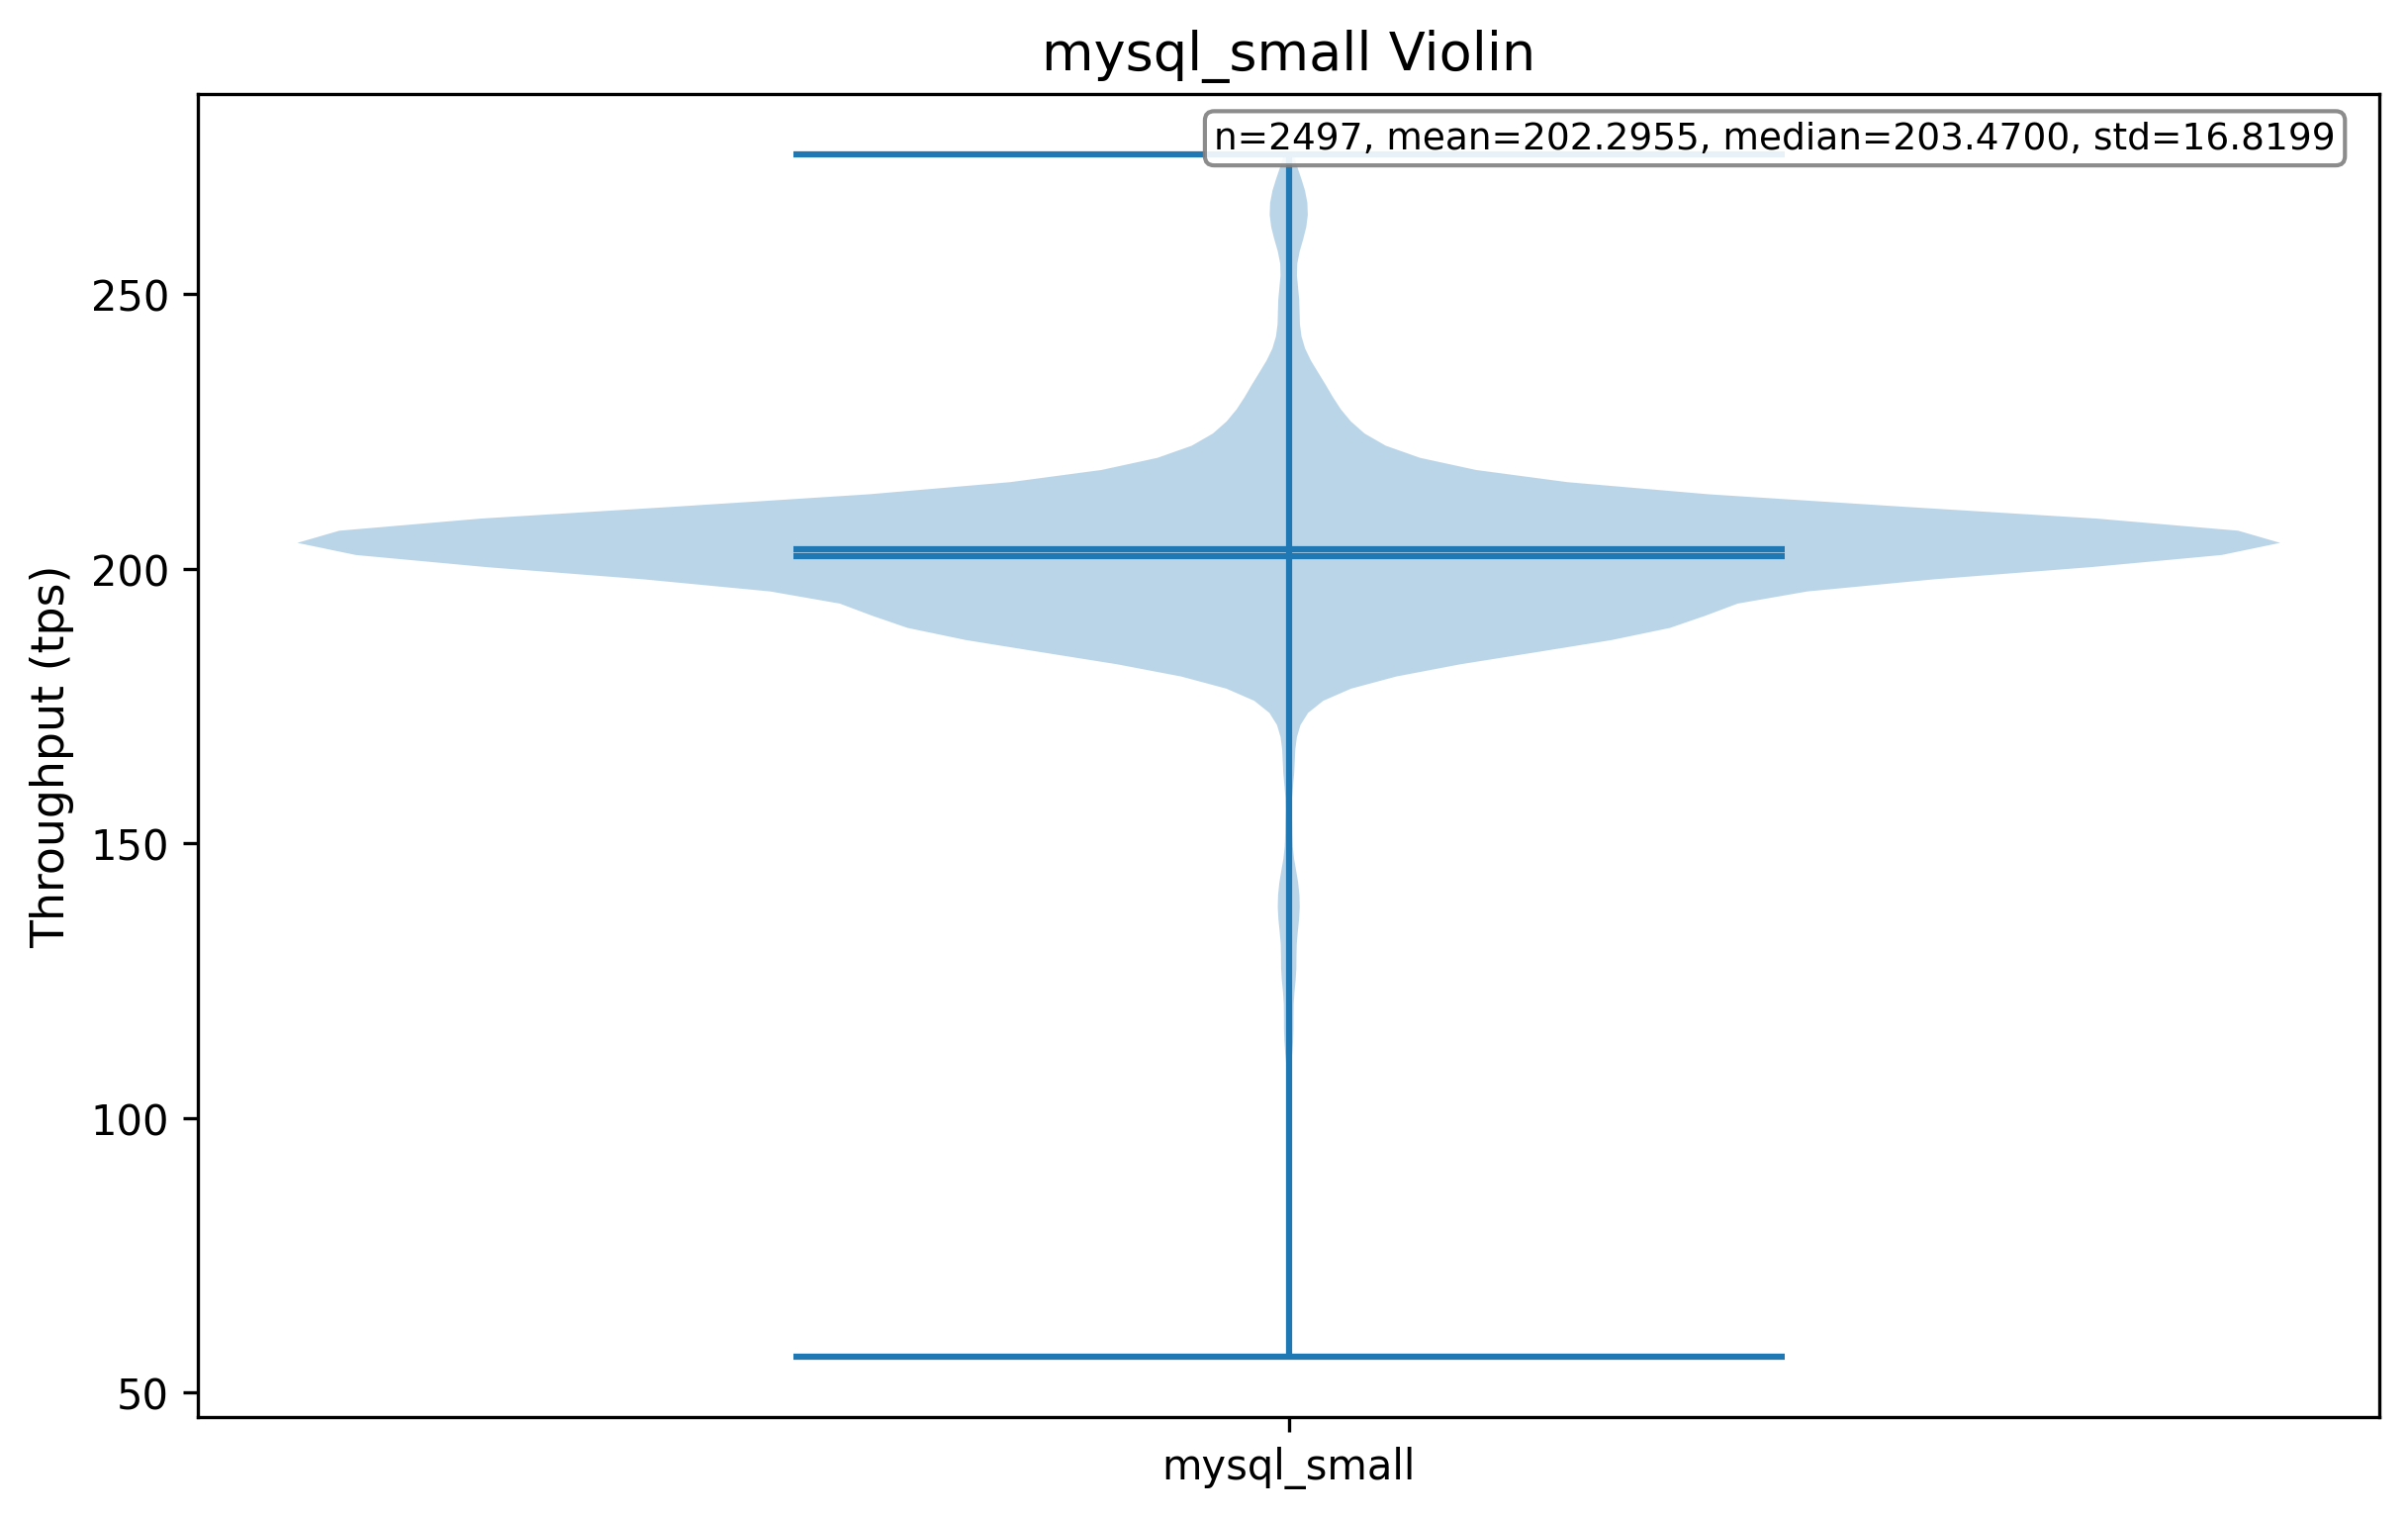 mysql_small Violin
n=2497, mean=202.2955, median=203.4700, std=16.8199
Throughput (tps)
250
200
150
100
50
mysql_small